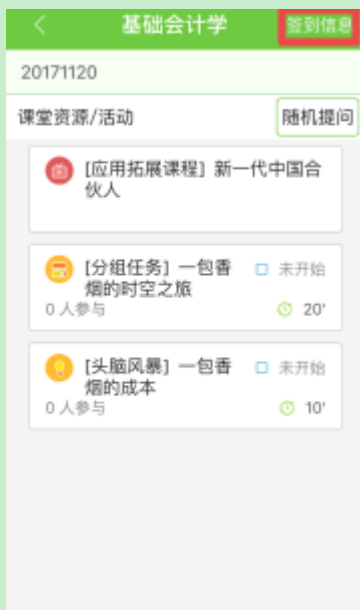 基础会计学 签到信息
20171120
课堂资源/活动 随机提问
[应用拓展课程] 新一代中国合
伙人
[分组任务] 一包香 未开始
烟的时空之旅
0 人参与 20'
[头脑风暴] 一包香 未开始
烟的成本
0 人参与 10'